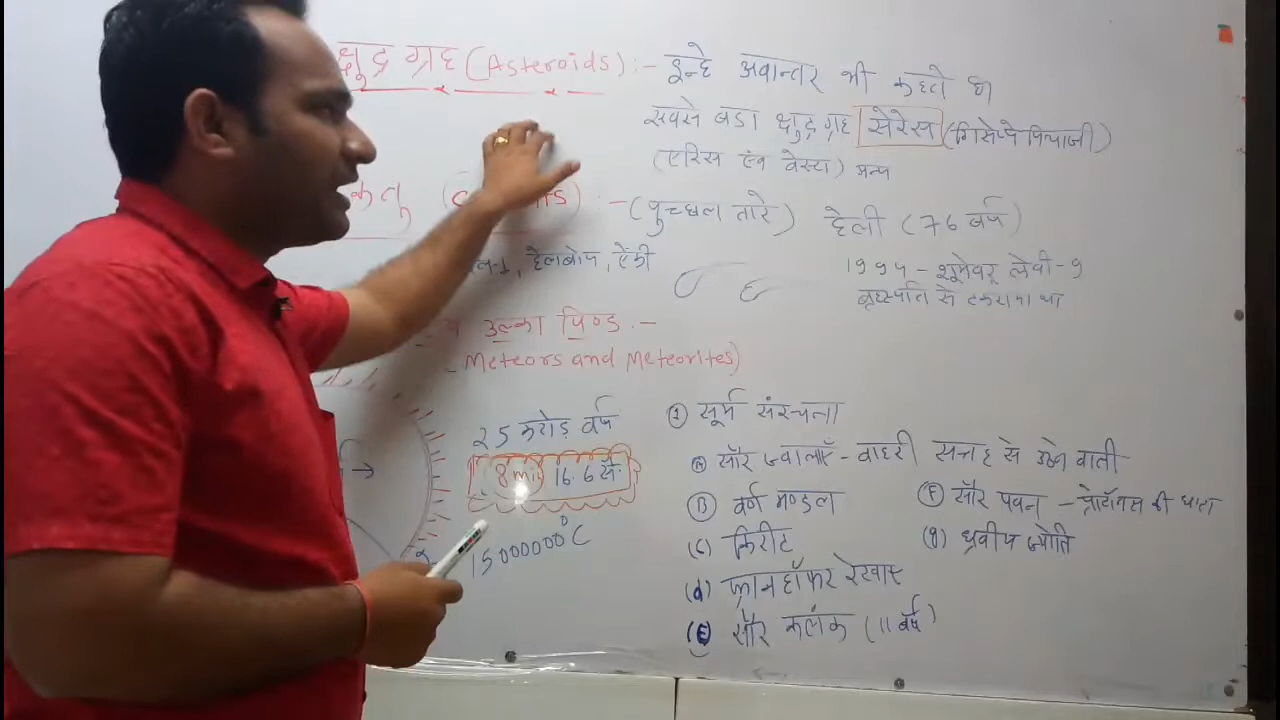 क्षुद्र ग्रह (Asteroids) :- इन्हे अवान्तर भी कहते है
सबसे बडा क्षुद्र ग्रह सेरेस (गिसेप्पे पियाजी)
(एरिस एंव वेस्टा) अन्य
:- (पुच्छल तारे) हेली (76 वर्ष)
हेलबोप, ऐंकी
1994 - शूमेकर लेवी-9
बृहस्पति से टकराया था
उल्का पिण्ड :-
Meteors and Meteorites)
25 करोड़ वर्ष
8 min 16.6 से.
15000000°C
① सूर्य संरचना
(A) सौर ज्वालाएँ - बाहरी सतह से उठने वाली
(B) वर्ण मण्डल
(F) सौर पवन - प्रोटॉनस की धारा
(C) किरीट
(g) ध्रुवीय ज्योति
(d) फ्रानहॉफर रेखाएं
(E) सौर कलंक (11 वर्ष)